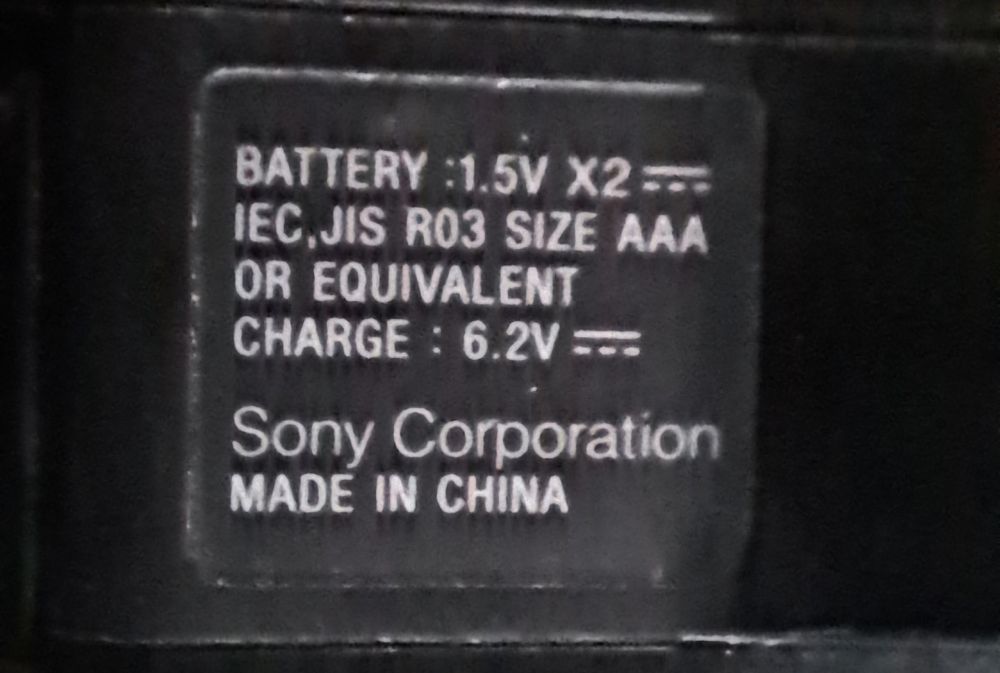 BATTERY :1.5V X2 ⎓
IEC,JIS R03 SIZE AAA
OR EQUIVALENT
CHARGE : 6.2V ⎓
Sony Corporation
MADE IN CHINA